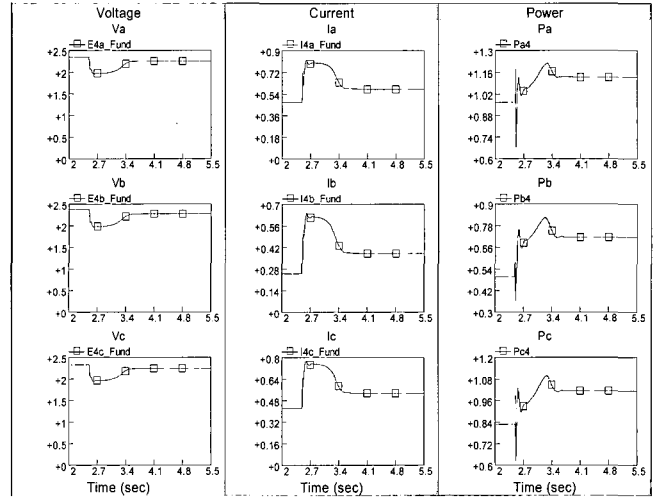 Voltage
Current
Power
Va
Ia
Pa
E4a_Fund
I4a_Fund
Pa4
+2.5
+2
+1.5
+1
+0.5
+0
2 2.7 3.4 4.1 4.8 5.5
+0.9
+0.72
+0.54
+0.36
+0.18
+0
2 2.7 3.4 4.1 4.8 5.5
+1.3
+1.16
+1.02
+0.88
+0.74
+0.6
2 2.7 3.4 4.1 4.8 5.5
Vb
Ib
Pb
E4b_Fund
I4b_Fund
Pb4
+2.5
+2
+1.5
+1
+0.5
+0
2 2.7 3.4 4.1 4.8 5.5
+0.7
+0.56
+0.42
+0.28
+0.14
+0
2 2.7 3.4 4.1 4.8 5.5
+0.9
+0.78
+0.66
+0.54
+0.42
+0.3
2 2.7 3.4 4.1 4.8 5.5
Vc
Ic
Pc
E4c_Fund
I4c_Fund
Pc4
+2.5
+2
+1.5
+1
+0.5
+0
2 2.7 3.4 4.1 4.8 5.5
+0.8
+0.64
+0.48
+0.32
+0.16
+0
2 2.7 3.4 4.1 4.8 5.5
+1.2
+1.08
+0.96
+0.84
+0.72
+0.6
2 2.7 3.4 4.1 4.8 5.5
Time (sec)
Time (sec)
Time (sec)